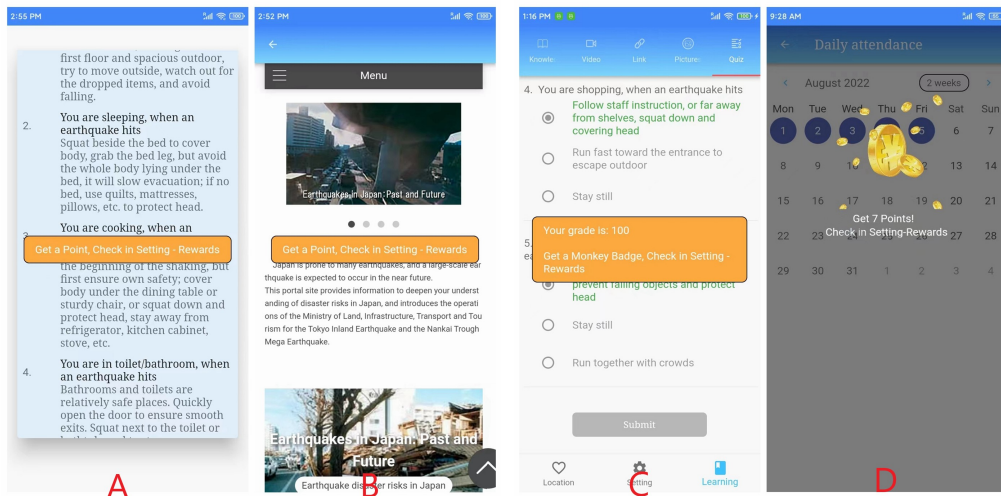 2:55 PM
100
first floor and spacious outdoor,
try to move outside, watch out for
the dropped items, and avoid
falling.
2.
You are sleeping, when an
earthquake hits
Squat beside the bed to cover
body, grab the bed leg, but avoid
the whole body lying under the
bed, it will slow evacuation; if no
bed, use quilts, mattresses,
pillows, etc. to protect head.
You are cooking, when an
Get a Point, Check in Setting - Rewards
the beginning of the shaking, but
first ensure own safety; cover
body under the dining table or
sturdy chair, or squat down and
protect head, stay away from
refrigerator, kitchen cabinet,
stove, etc.
4.
You are in toilet/bathroom, when
an earthquake hits
Bathrooms and toilets are
relatively safe places. Quickly
open the door to ensure smooth
exits. Squat next to the toilet or
A
2:52 PM
Menu
Earthquakes in Japan: Past and Future
Get a Point, Check in Setting - Rewards
Japan is prone to many earthquakes, and a large-scale ear
thquake is expected to occur in the near future.
This portal site provides information to deepen your underst
anding of disaster risks in Japan, and introduces the operati
ons of the Ministry of Land, Infrastructure, Transport and Tou
rism for the Tokyo Inland Earthquake and the Nankai Trough
Mega Earthquake.
Earthquakes in Japan: Past and
Future
Earthquake disaster risks in Japan
B
1:16 PM
100
Video
Link
Picture
Quiz
4. You are shopping, when an earthquake hits
Follow staff instruction, or far away
from shelves, squat down and
covering head
Run fast toward the entrance to
escape outdoor
Stay still
5.
Your grade is: 100
Get a Monkey Badge, Check in Setting -
Rewards
prevent falling objects and protect
head
Stay still
Run together with crowds
Submit
Location
Setting
Learning
C
9:28 AM
Daily attendance
August 2022
2 weeks
Mon Tue Wed Thu Fri Sat Sun
1 2 3 5 6 7
8 9 10 12 13 14
15 16 17 18 19 20 21
Get 7 Points!
Check in Setting-Rewards
22 23 24 25 26 27 28
29 30 31 1 2 3 4
D